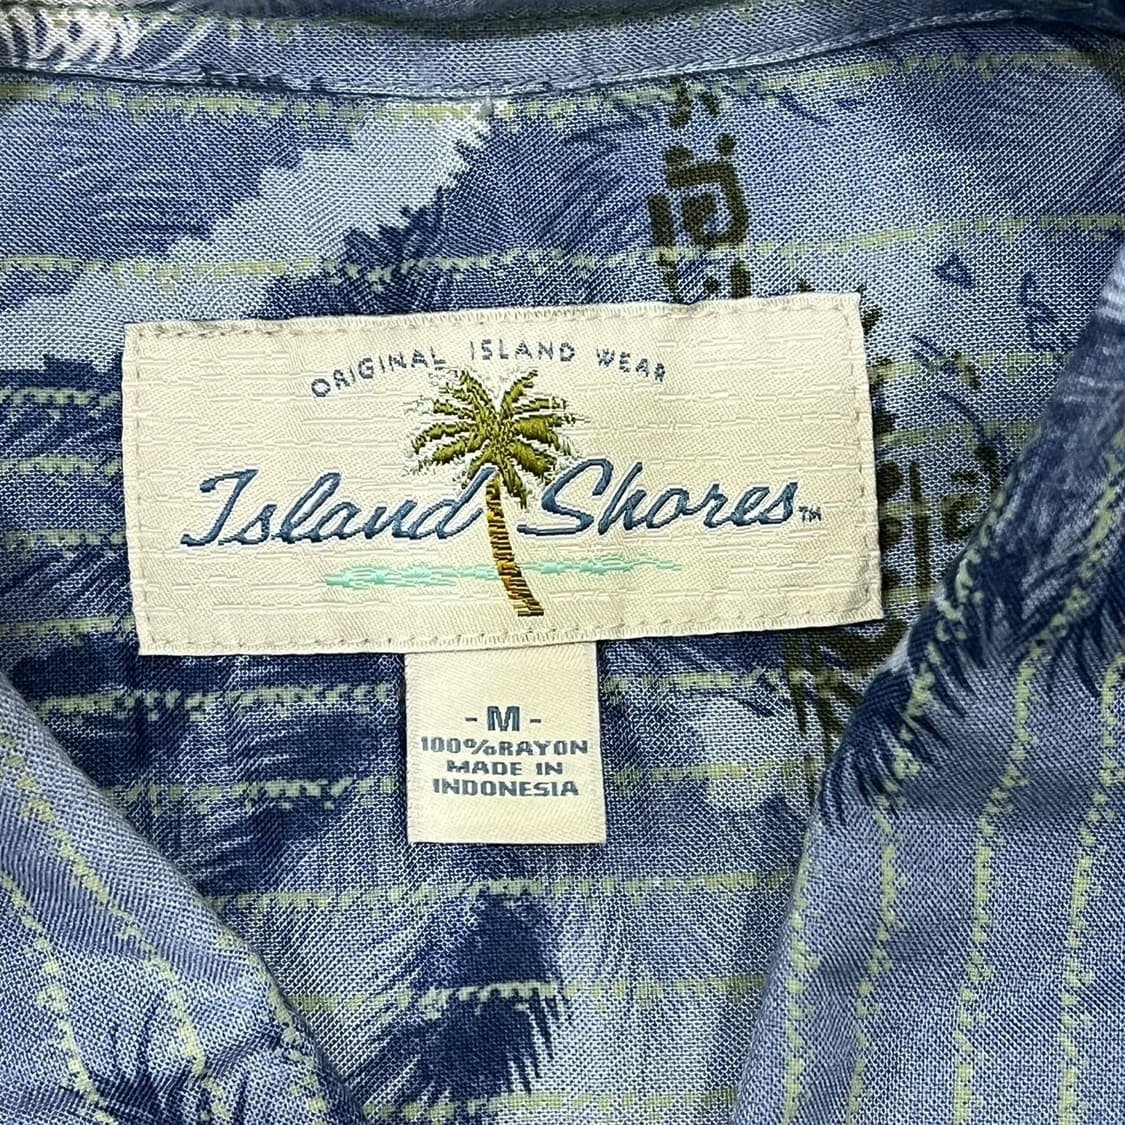 ORIGINAL ISLAND WEAR
Island Shores™
- M -
100% RAYON
MADE IN
INDONESIA